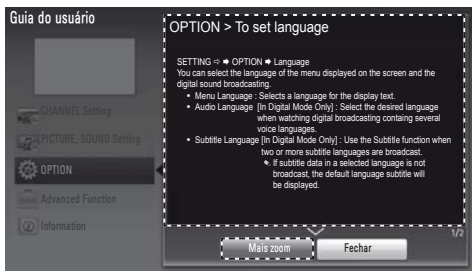 Guia do usuário
CHANNEL Setting
PICTURE, SOUND Setting
OPTION
Advanced Function
Information
OPTION > To set language
SETTING ⇨ ➡ OPTION ➡ Language
You can select the language of the menu displayed on the screen and the
digital sound broadcasting.
• Menu Language : Selects a language for the display text.
• Audio Language [In Digital Mode Only] : Select the desired language
when watching digital broadcasting containg several
voice languages.
• Subtitle Language [In Digital Mode Only] : Use the Subtitle function when
two or more subtitle languages are broadcast.
If subtitle data in a selected language is not
broadcast, the default language subtitle will
be displayed.
1/2
Mais zoom
Fechar